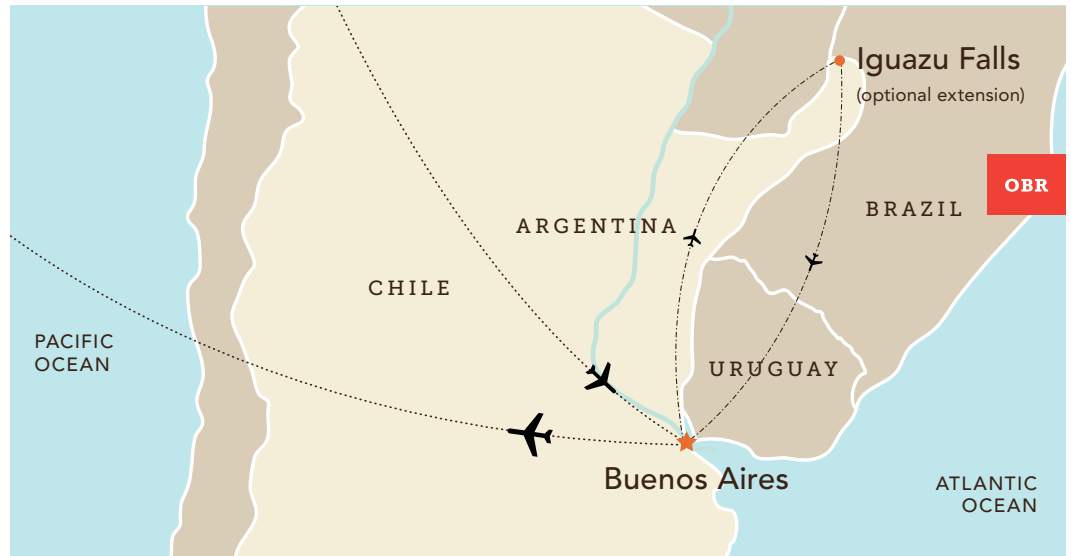 Iguazu Falls
(optional extension)
OBR
BRAZIL
ARGENTINA
CHILE
PACIFIC
OCEAN
URUGUAY
Buenos Aires
ATLANTIC
OCEAN